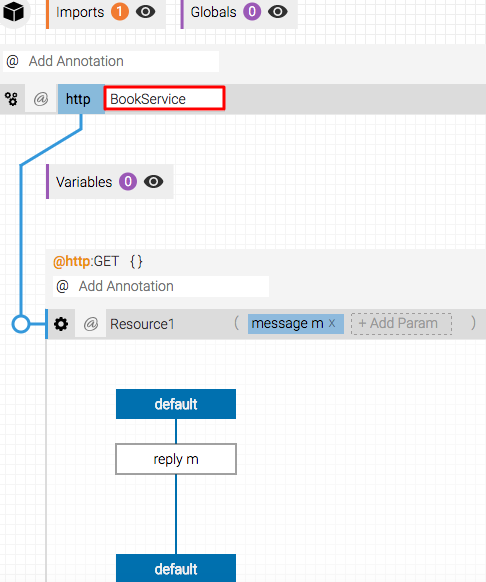 Imports 1 Globals 0
@ Add Annotation
@ http BookService
Variables 0
@http:GET {}
@ Add Annotation
@ Resource1 ( message m x + Add Param )
default
reply m
default